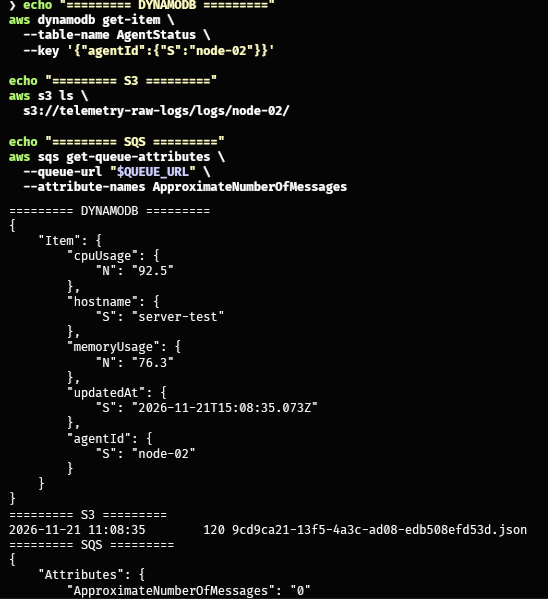 ❯ echo "========= DYNAMODB ========="
aws dynamodb get-item \
  --table-name AgentStatus \
  --key '{"agentId":{"S":"node-02"}}'

echo "========= S3 ========="
aws s3 ls \
  s3://telemetry-raw-logs/logs/node-02/

echo "========= SQS ========="
aws sqs get-queue-attributes \
  --queue-url "$QUEUE_URL" \
  --attribute-names ApproximateNumberOfMessages
========= DYNAMODB =========
{
    "Item": {
        "cpuUsage": {
            "N": "92.5"
        },
        "hostname": {
            "S": "server-test"
        },
        "memoryUsage": {
            "N": "76.3"
        },
        "updatedAt": {
            "S": "2026-11-21T15:08:35.073Z"
        },
        "agentId": {
            "S": "node-02"
        }
    }
}
========= S3 =========
2026-11-21 11:08:35        120 9cd9ca21-13f5-4a3c-ad08-edb508efd53d.json
========= SQS =========
{
    "Attributes": {
        "ApproximateNumberOfMessages": "0"